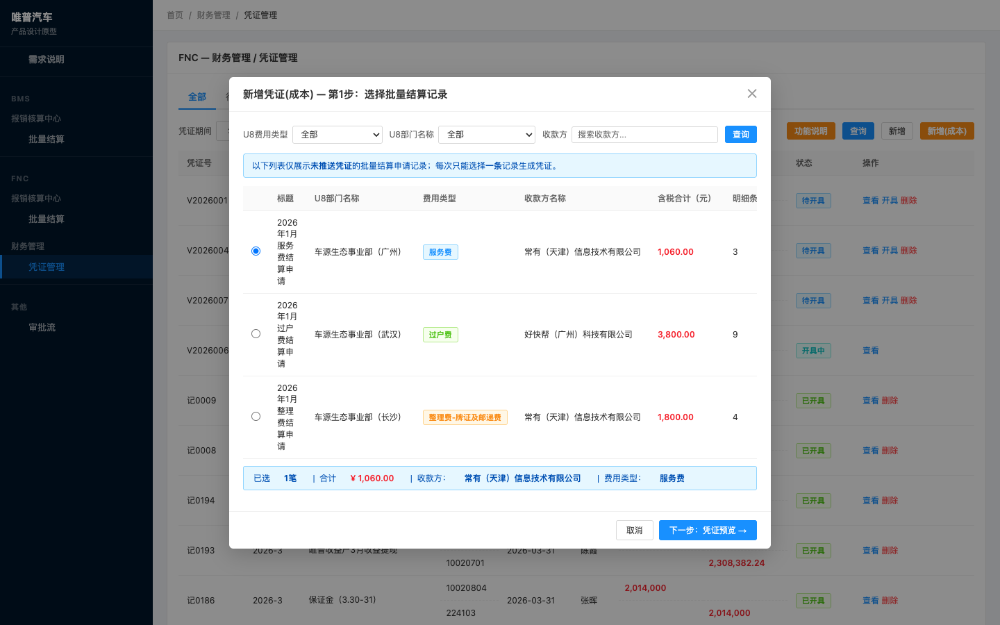 唯普汽车
产品设计原型
需求说明
BMS
报销核算中心
批量结算
FNC
报销核算中心
批量结算
财务管理
凭证管理
其他
审批流
首页 / 财务管理 / 凭证管理
FNC — 财务管理 / 凭证管理
全部
凭证期间
功能说明 查询 新增 新增(成本)
凭证号 状态 操作
V2026001 待开具 查看 开具 删除
V2026004 待开具 查看 开具 删除
V2026007 待开具 查看 开具 删除
V2026006 开具中 查看
记0009 已开具 查看 删除
记0008 已开具 查看 删除
记0194 已开具 查看 删除
记0193 2026-3 唯普收益户3月收益提现 2026-03-31 陈霞 已开具 查看 删除
10020701 2,308,382.24
记0186 2026-3 保证金（3.30-31） 10020804 2026-03-31 张晖 2,014,000 已开具 查看 删除
224103 2,014,000
新增凭证(成本) — 第1步：选择批量结算记录
U8费用类型 全部 U8部门名称 全部 收款方 搜索收款方... 查询
以下列表仅展示未推送凭证的批量结算申请记录；每次只能选择一条记录生成凭证。
标题 U8部门名称 费用类型 收款方名称 含税合计（元） 明细条
2026
年1月
服务
费结
算申
请
车源生态事业部（广州） 服务费 常有（天津）信息技术有限公司 1,060.00 3
2026
年1月
过户
费结
算申
请
车源生态事业部（武汉） 过户费 好快帮（广州）科技有限公司 3,800.00 9
2026
年1月
整理
费结
算申
请
车源生态事业部（长沙） 整理费-牌证及邮递费 常有（天津）信息技术有限公司 1,800.00 4
已选 1笔 | 合计 ¥ 1,060.00 | 收款方： 常有（天津）信息技术有限公司 | 费用类型： 服务费
取消 下一步：凭证预览 →